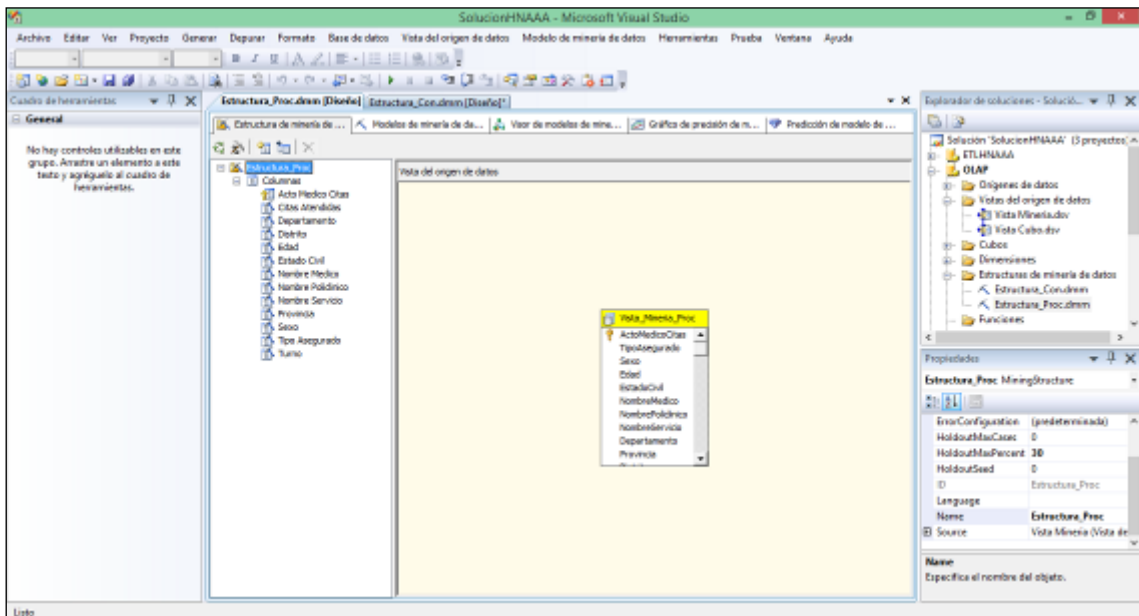 SolucionHNAAA - Microsoft Visual Studio
Archivo Editar Ver Proyecto Generar Depurar Formato Base de datos Vista del origen de datos Modelo de minería de datos Herramientas Prueba Ventana Ayuda
Cuadro de herramientas
General
No hay controles utilizables en este
grupo. Arrastre un elemento a este
texto y agréguelo al cuadro de
herramientas.
Estructura_Proc.dmm [Diseño] Estructura_Con.dmm [Diseño]*
Estructura de minería de ... Modelos de minería de da... Visor de modelos de mine... Gráfico de precisión de m... Predicción de modelo de ...
Estructura_Proc
Columnas
Acto Medico Citas
Citas Atendidas
Departamento
Distrito
Edad
Estado Civil
Nombre Medico
Nombre Policlinico
Nombre Servicio
Provincia
Sexo
Tipo Asegurado
Turno
Vista del origen de datos
Vista_Mineria_Proc
ActoMedicoCitas
TipoAsegurado
Sexo
Edad
EstadoCivil
NombreMedico
NombrePoliclinico
NombreServicio
Departamento
Provincia
Explorador de soluciones - Solució...
Solución 'SolucionHNAAA' (3 proyectos)
ETLHNAAA
OLAP
Orígenes de datos
Vistas del origen de datos
Vista Mineria.dsv
Vista Cubo.dsv
Cubos
Dimensiones
Estructuras de minería de datos
Estructura_Con.dmm
Estructura_Proc.dmm
Funciones
Propiedades
Estructura_Proc MiningStructure
ErrorConfiguration (predeterminada)
HoldoutMaxCases 0
HoldoutMaxPercent 30
HoldoutSeed 0
ID Estructura_Proc
Language
Name Estructura_Proc
Source Vista Mineria (Vista de
Name
Especifica el nombre del objeto.
Listo